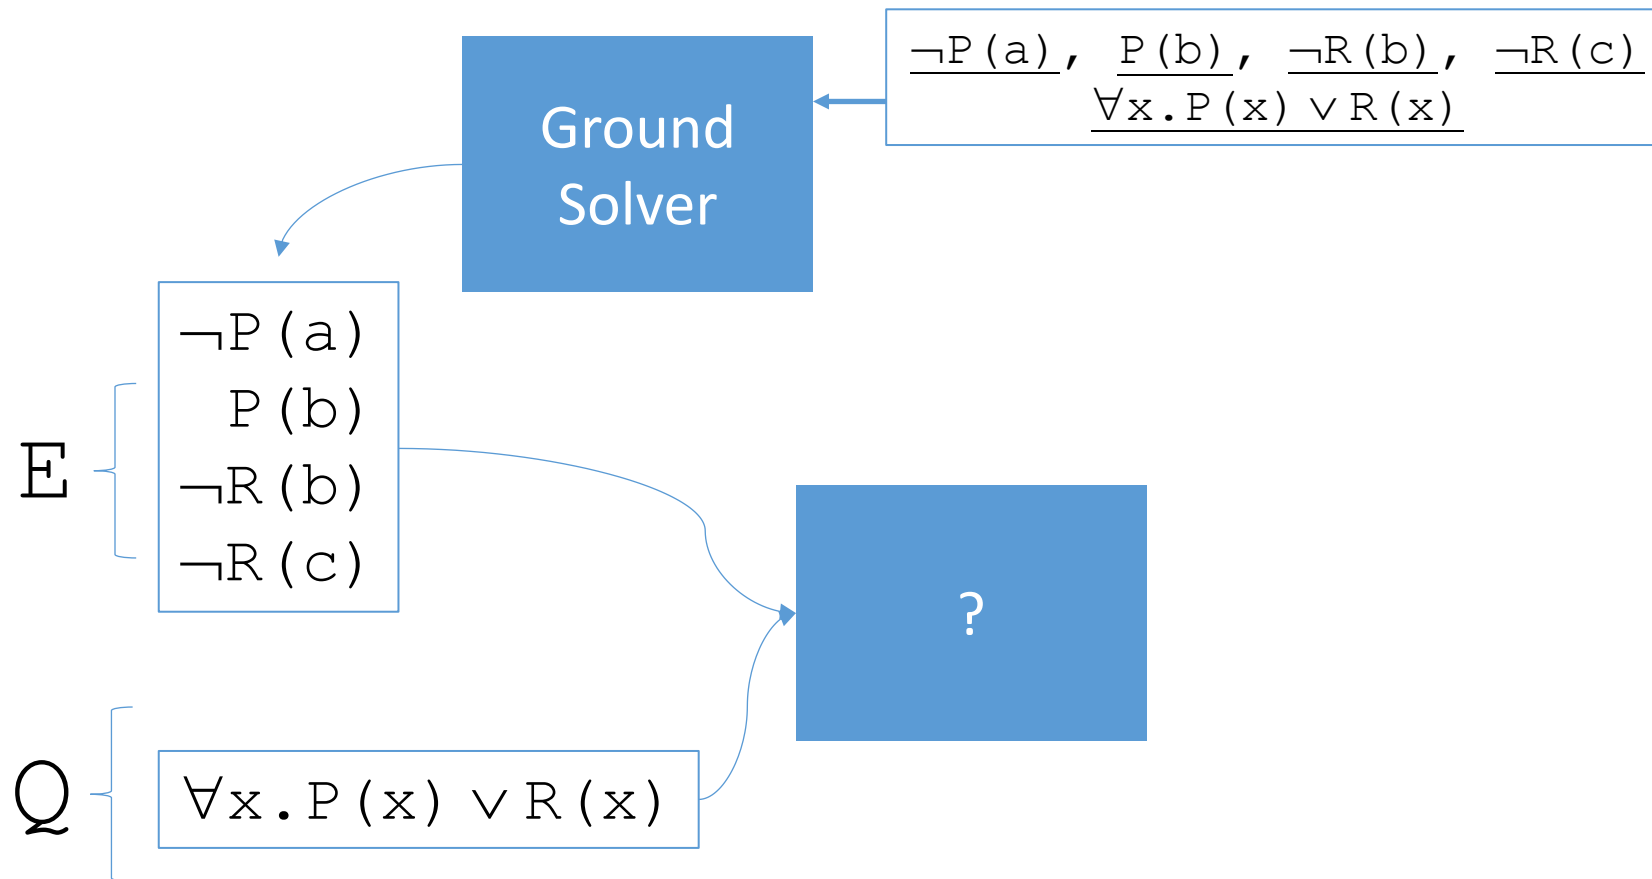 ¬P(a), P(b), ¬R(b), ¬R(c)
∀x.P(x)∨R(x)
Ground
Solver
¬P(a)
P(b)
¬R(b)
¬R(c)
E
?
Q
∀x.P(x)∨R(x)